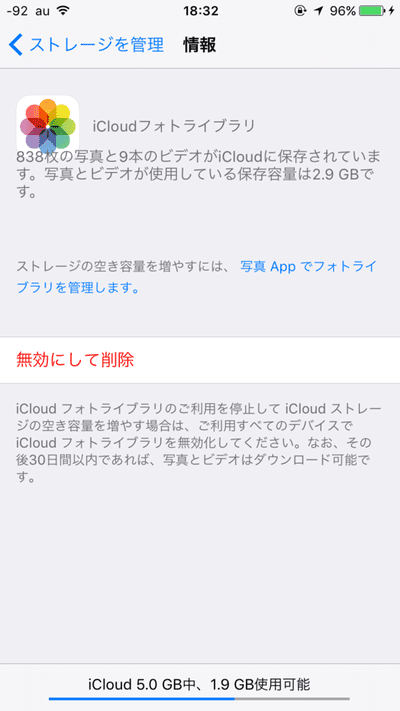 -92 au 18:32 96%
ストレージを管理 情報
iCloudフォトライブラリ
838枚の写真と9本のビデオがiCloudに保存されていま
す。写真とビデオが使用している保存容量は2.9 GBで
す。
ストレージの空き容量を増やすには、 写真 App でフォトライ
ブラリを管理します。
無効にして削除
iCloud フォトライブラリのご利用を停止して iCloud ストレー
ジの空き容量を増やす場合は、ご利用すべてのデバイスで
iCloud フォトライブラリを無効化してください。なお、その
後30日間以内であれば、写真とビデオはダウンロード可能で
す。
iCloud 5.0 GB中、1.9 GB使用可能